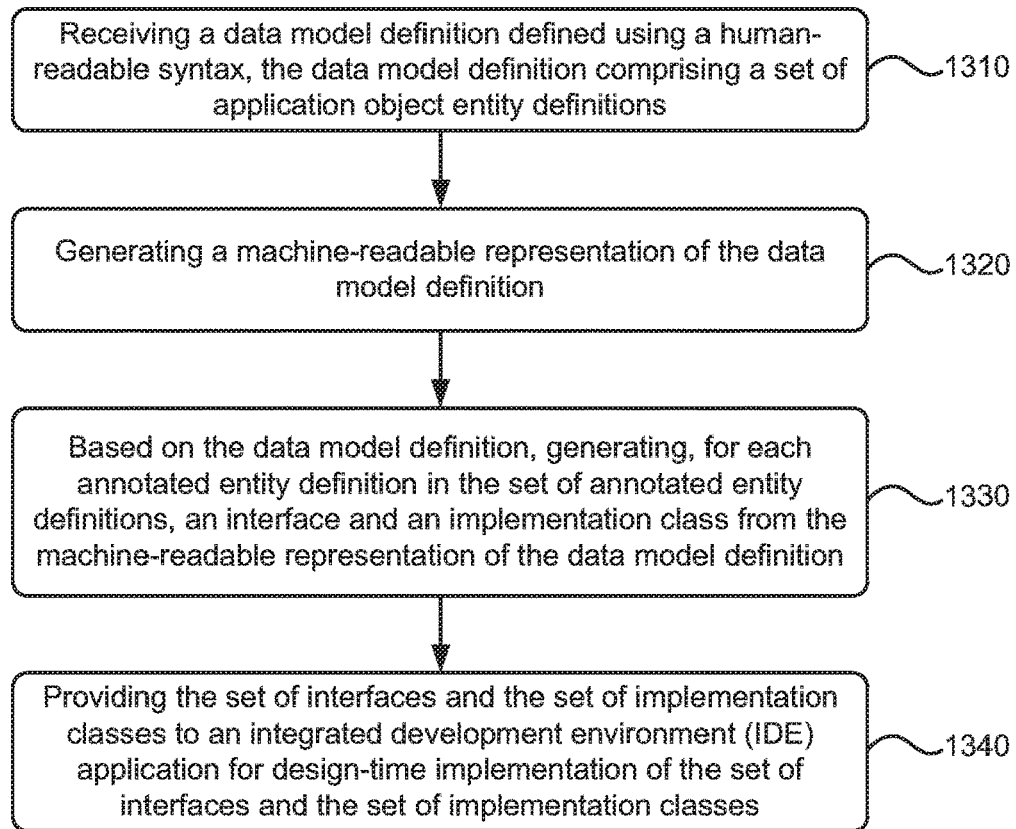 Receiving a data model definition defined using a human-
readable syntax, the data model definition comprising a set of
application object entity definitions
1310
Generating a machine-readable representation of the data
model definition
1320
Based on the data model definition, generating, for each
annotated entity definition in the set of annotated entity
definitions, an interface and an implementation class from the
machine-readable representation of the data model definition
1330
Providing the set of interfaces and the set of implementation
classes to an integrated development environment (IDE)
application for design-time implementation of the set of
interfaces and the set of implementation classes
1340